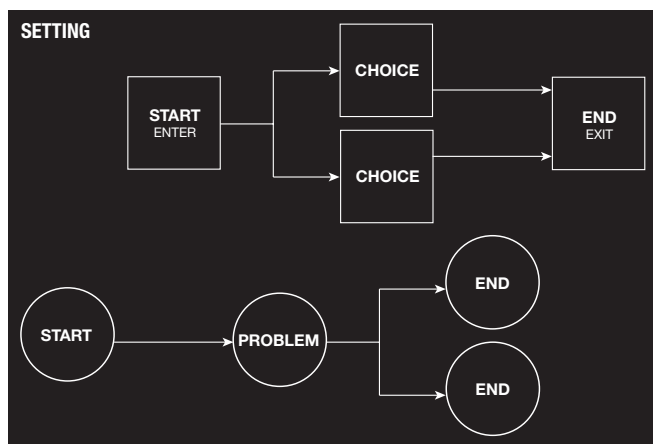 SETTING
START
ENTER
CHOICE
CHOICE
END
EXIT
START
PROBLEM
END
END